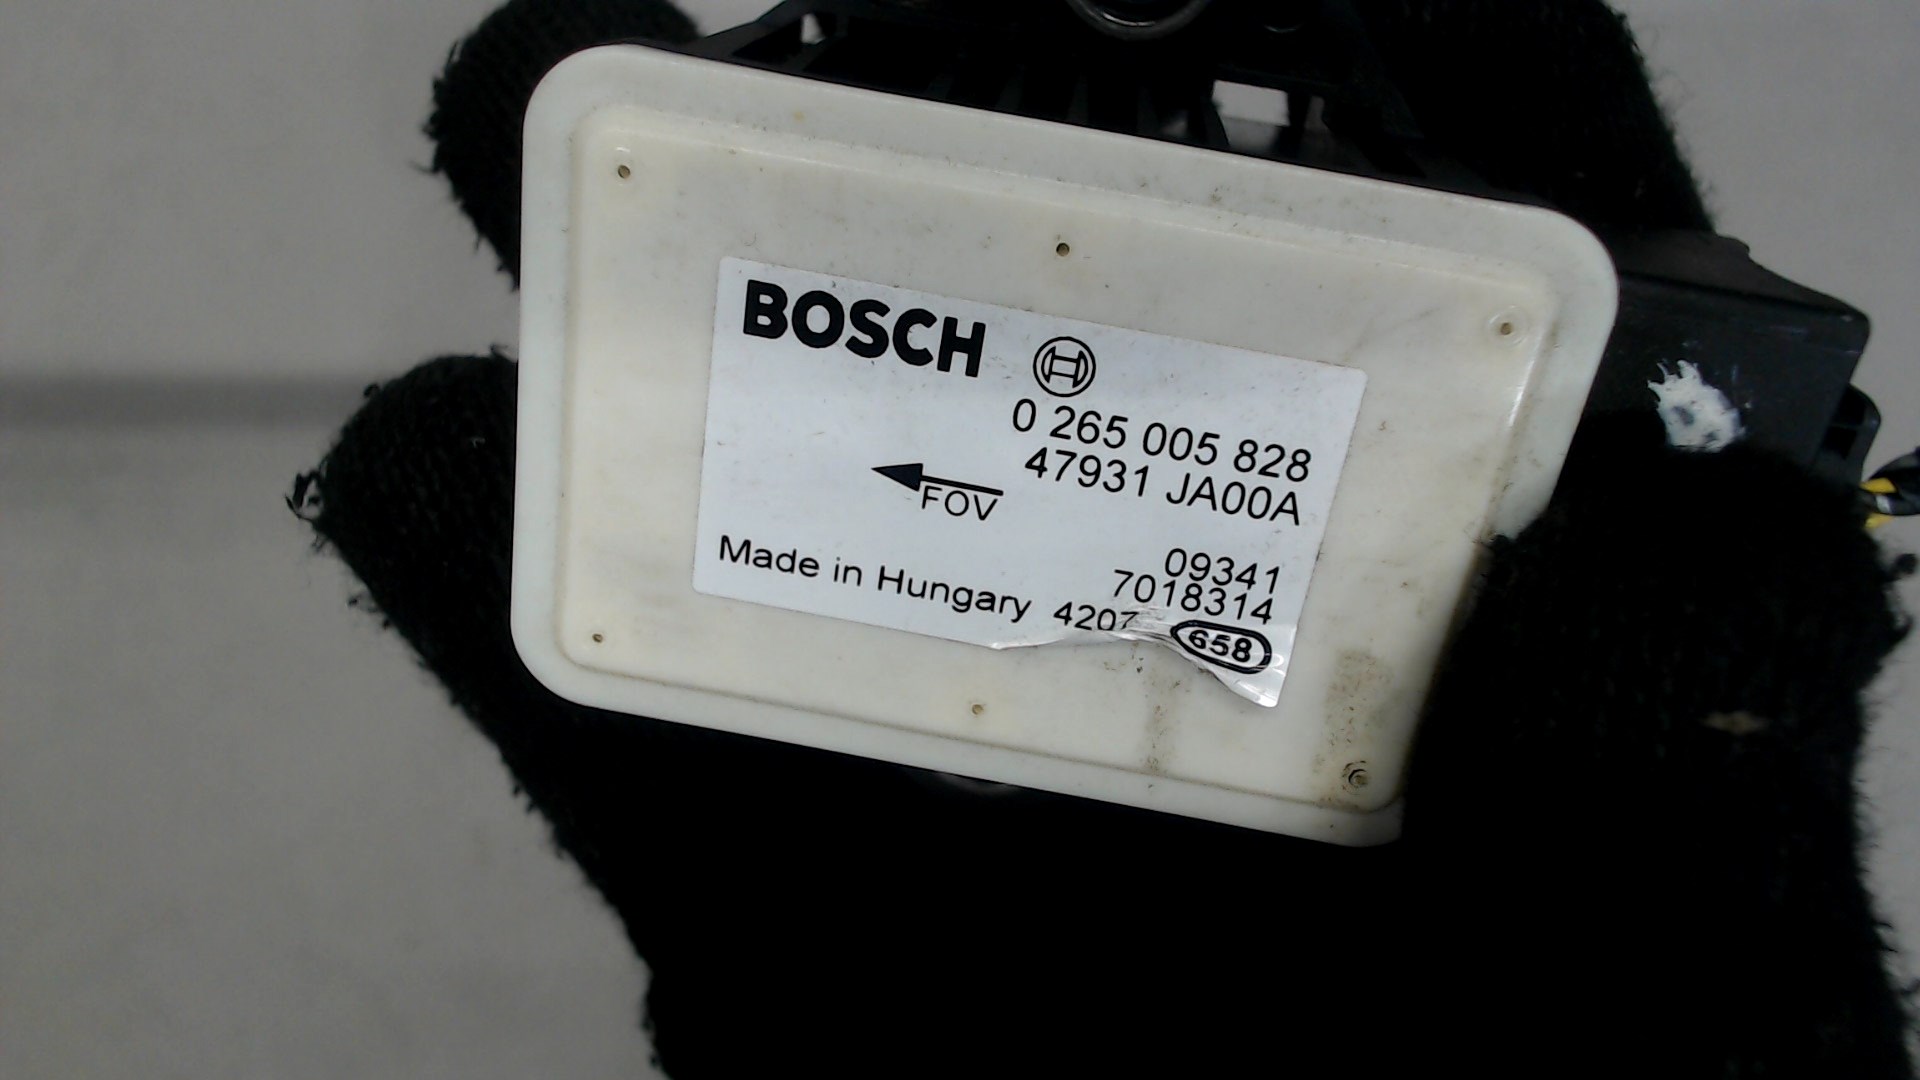 BOSCH
0 265 005 828
47931 JA00A
FOV
09341
7018314
Made in Hungary 4207
658